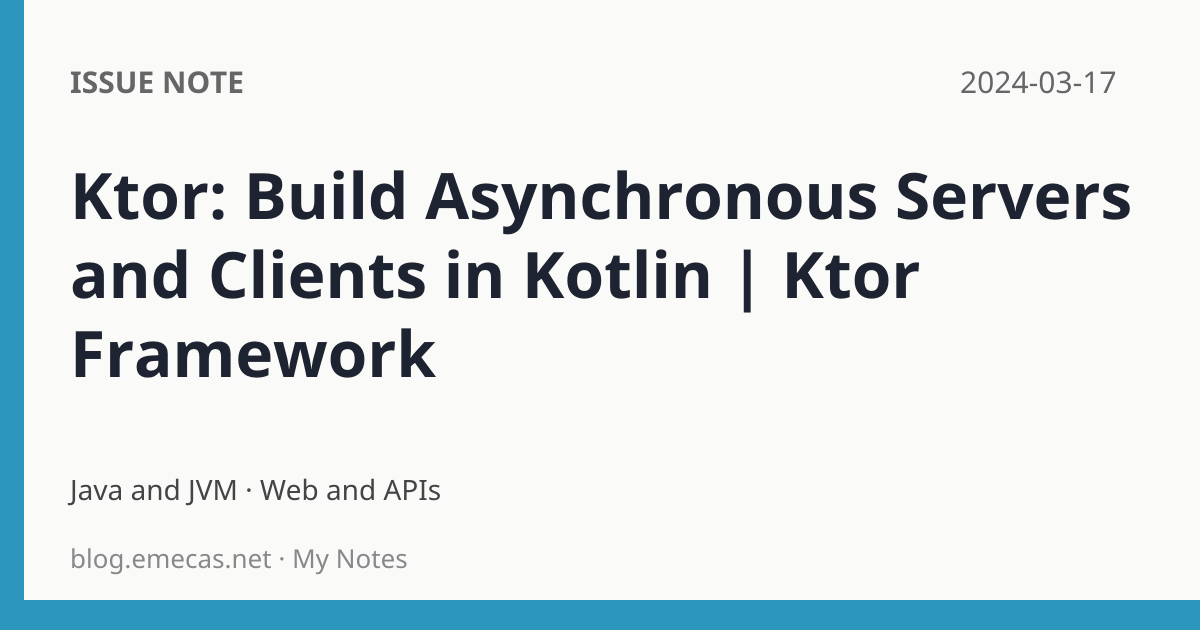 ISSUE NOTE
2024-03-17
Ktor: Build Asynchronous Servers
and Clients in Kotlin | Ktor
Framework
Java and JVM · Web and APIs
blog.emecas.net · My Notes